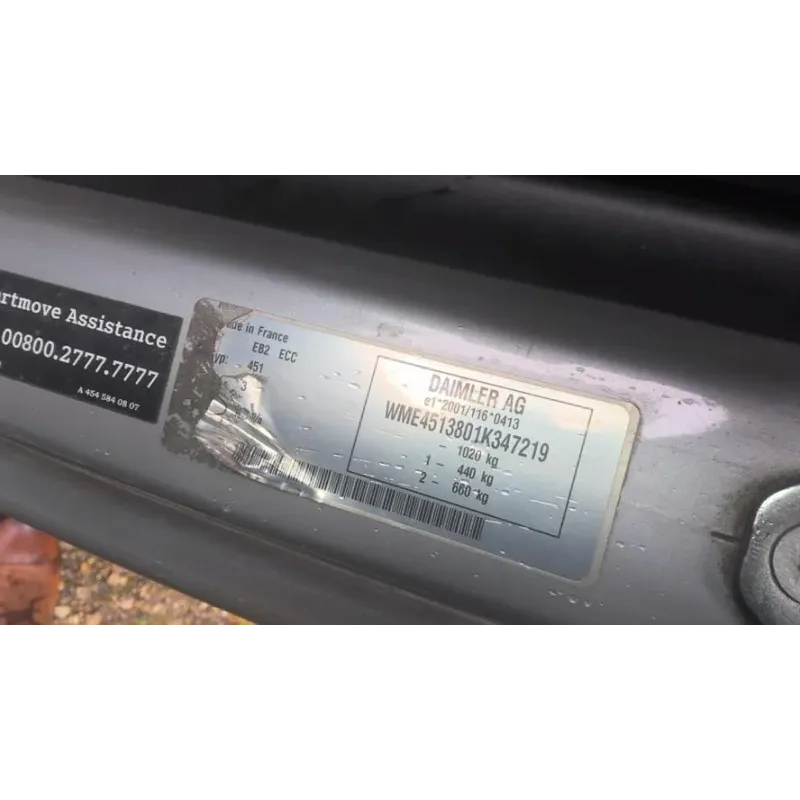 rtmove Assistance
00800.2777.7777
A 454 584 08 07
de in France
EB2 ECC
yp: 451
3
DAIMLER AG
e1*2001/116*0413
WME4513801K347219
- 1020 kg
1 - 440 kg
2 - 660 kg